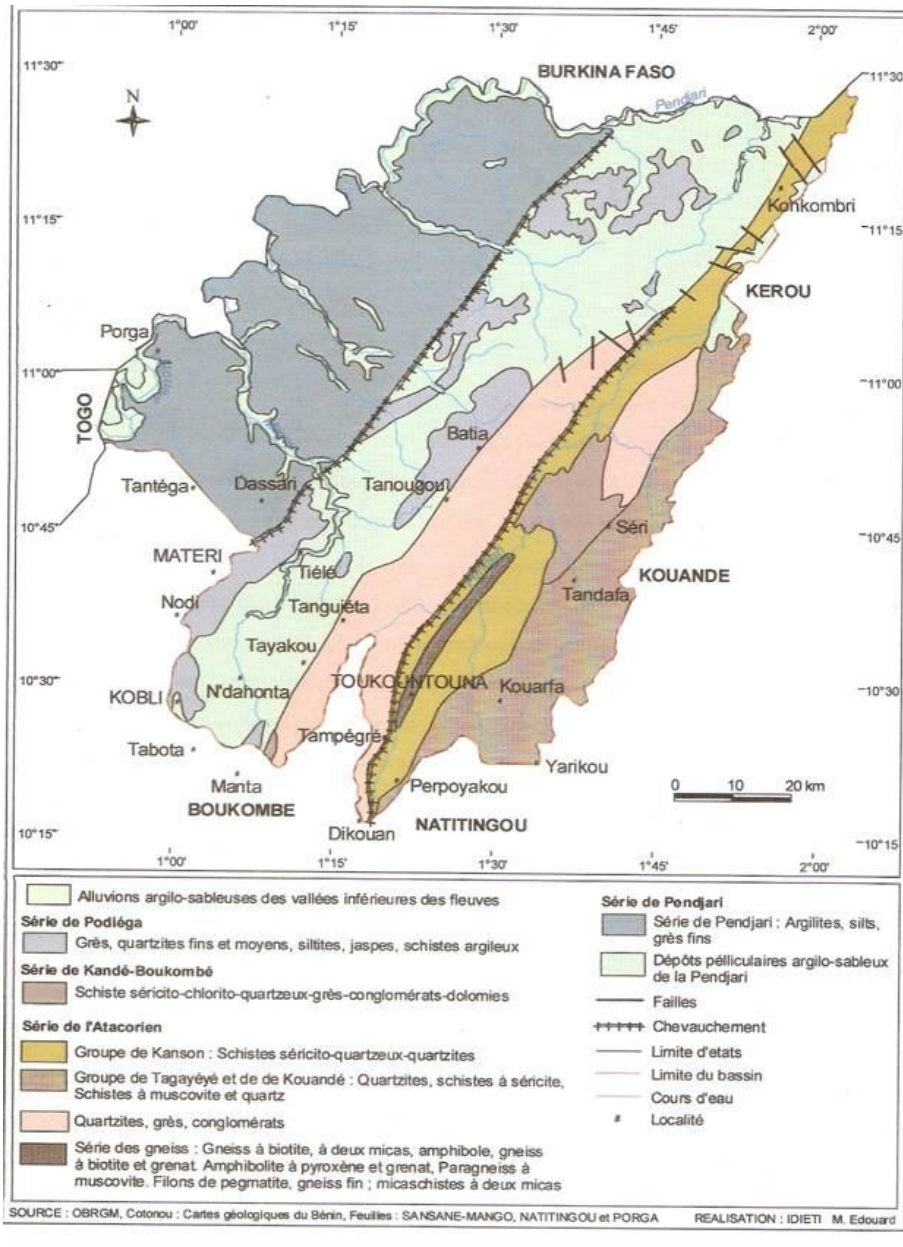 1°00 1°15 1°30 1°45 2°00
11°30 11°30
BURKINA FASO
Pendjari
N
Kohkombri
11°15 11°15
KEROU
Porga
11°00 11°00
TOGO
Batia
Tantéga Dassari Tanougou
Séri
10°45 10°45
MATERI
KOUANDE
Tiélé
Tandafa
Nodi
Tanguiéta
Tayakou
TOUKOUNTOUNA
10°30 10°30
KOBLI N'dahonta Kouarfa
Tampégré
Tabota
Yarikou
Manta Perpoyakou
0 10 20 km
BOUKOMBE
Dikouan NATITINGOU
10°15 10°15
1°00 1°15 1°30 1°45 2°00
Alluvions argilo-sableuses des vallées inférieures des fleuves
Série de Podiéga
Grès, quartzites fins et moyens, siltites, jaspes, schistes argileux
Série de Kandé-Boukombé
Schiste séricito-chlorito-quartzeux-grès-conglomérats-dolomies
Série de l'Atacorien
Groupe de Kanson : Schistes séricito-quartzeux-quartzites
Groupe de Tagayéyé et de de Kouandé : Quartzites, schistes à séricite,
Schistes à muscovite et quartz
Quartzites, grès, conglomérats
Série des gneiss : Gneiss à biotite, à deux micas, amphibole, gneiss
à biotite et grenat. Amphibolite à pyroxène et grenat, Paragneiss à
muscovite. Filons de pegmatite, gneiss fin ; micaschistes à deux micas
Série de Pendjari
Série de Pendjari : Argilites, silts,
grès fins
Dépôts pélliculaires argilo-sableux
de la Pendjari
Failles
Chevauchement
Limite d'etats
Limite du bassin
Cours d'eau
Localité
SOURCE : OBRGM, Cotonou : Cartes géologiques du Bénin, Feuilles : SANSANE-MANGO, NATITINGOU et PORGA REALISATION : IDIETI M. Edouard